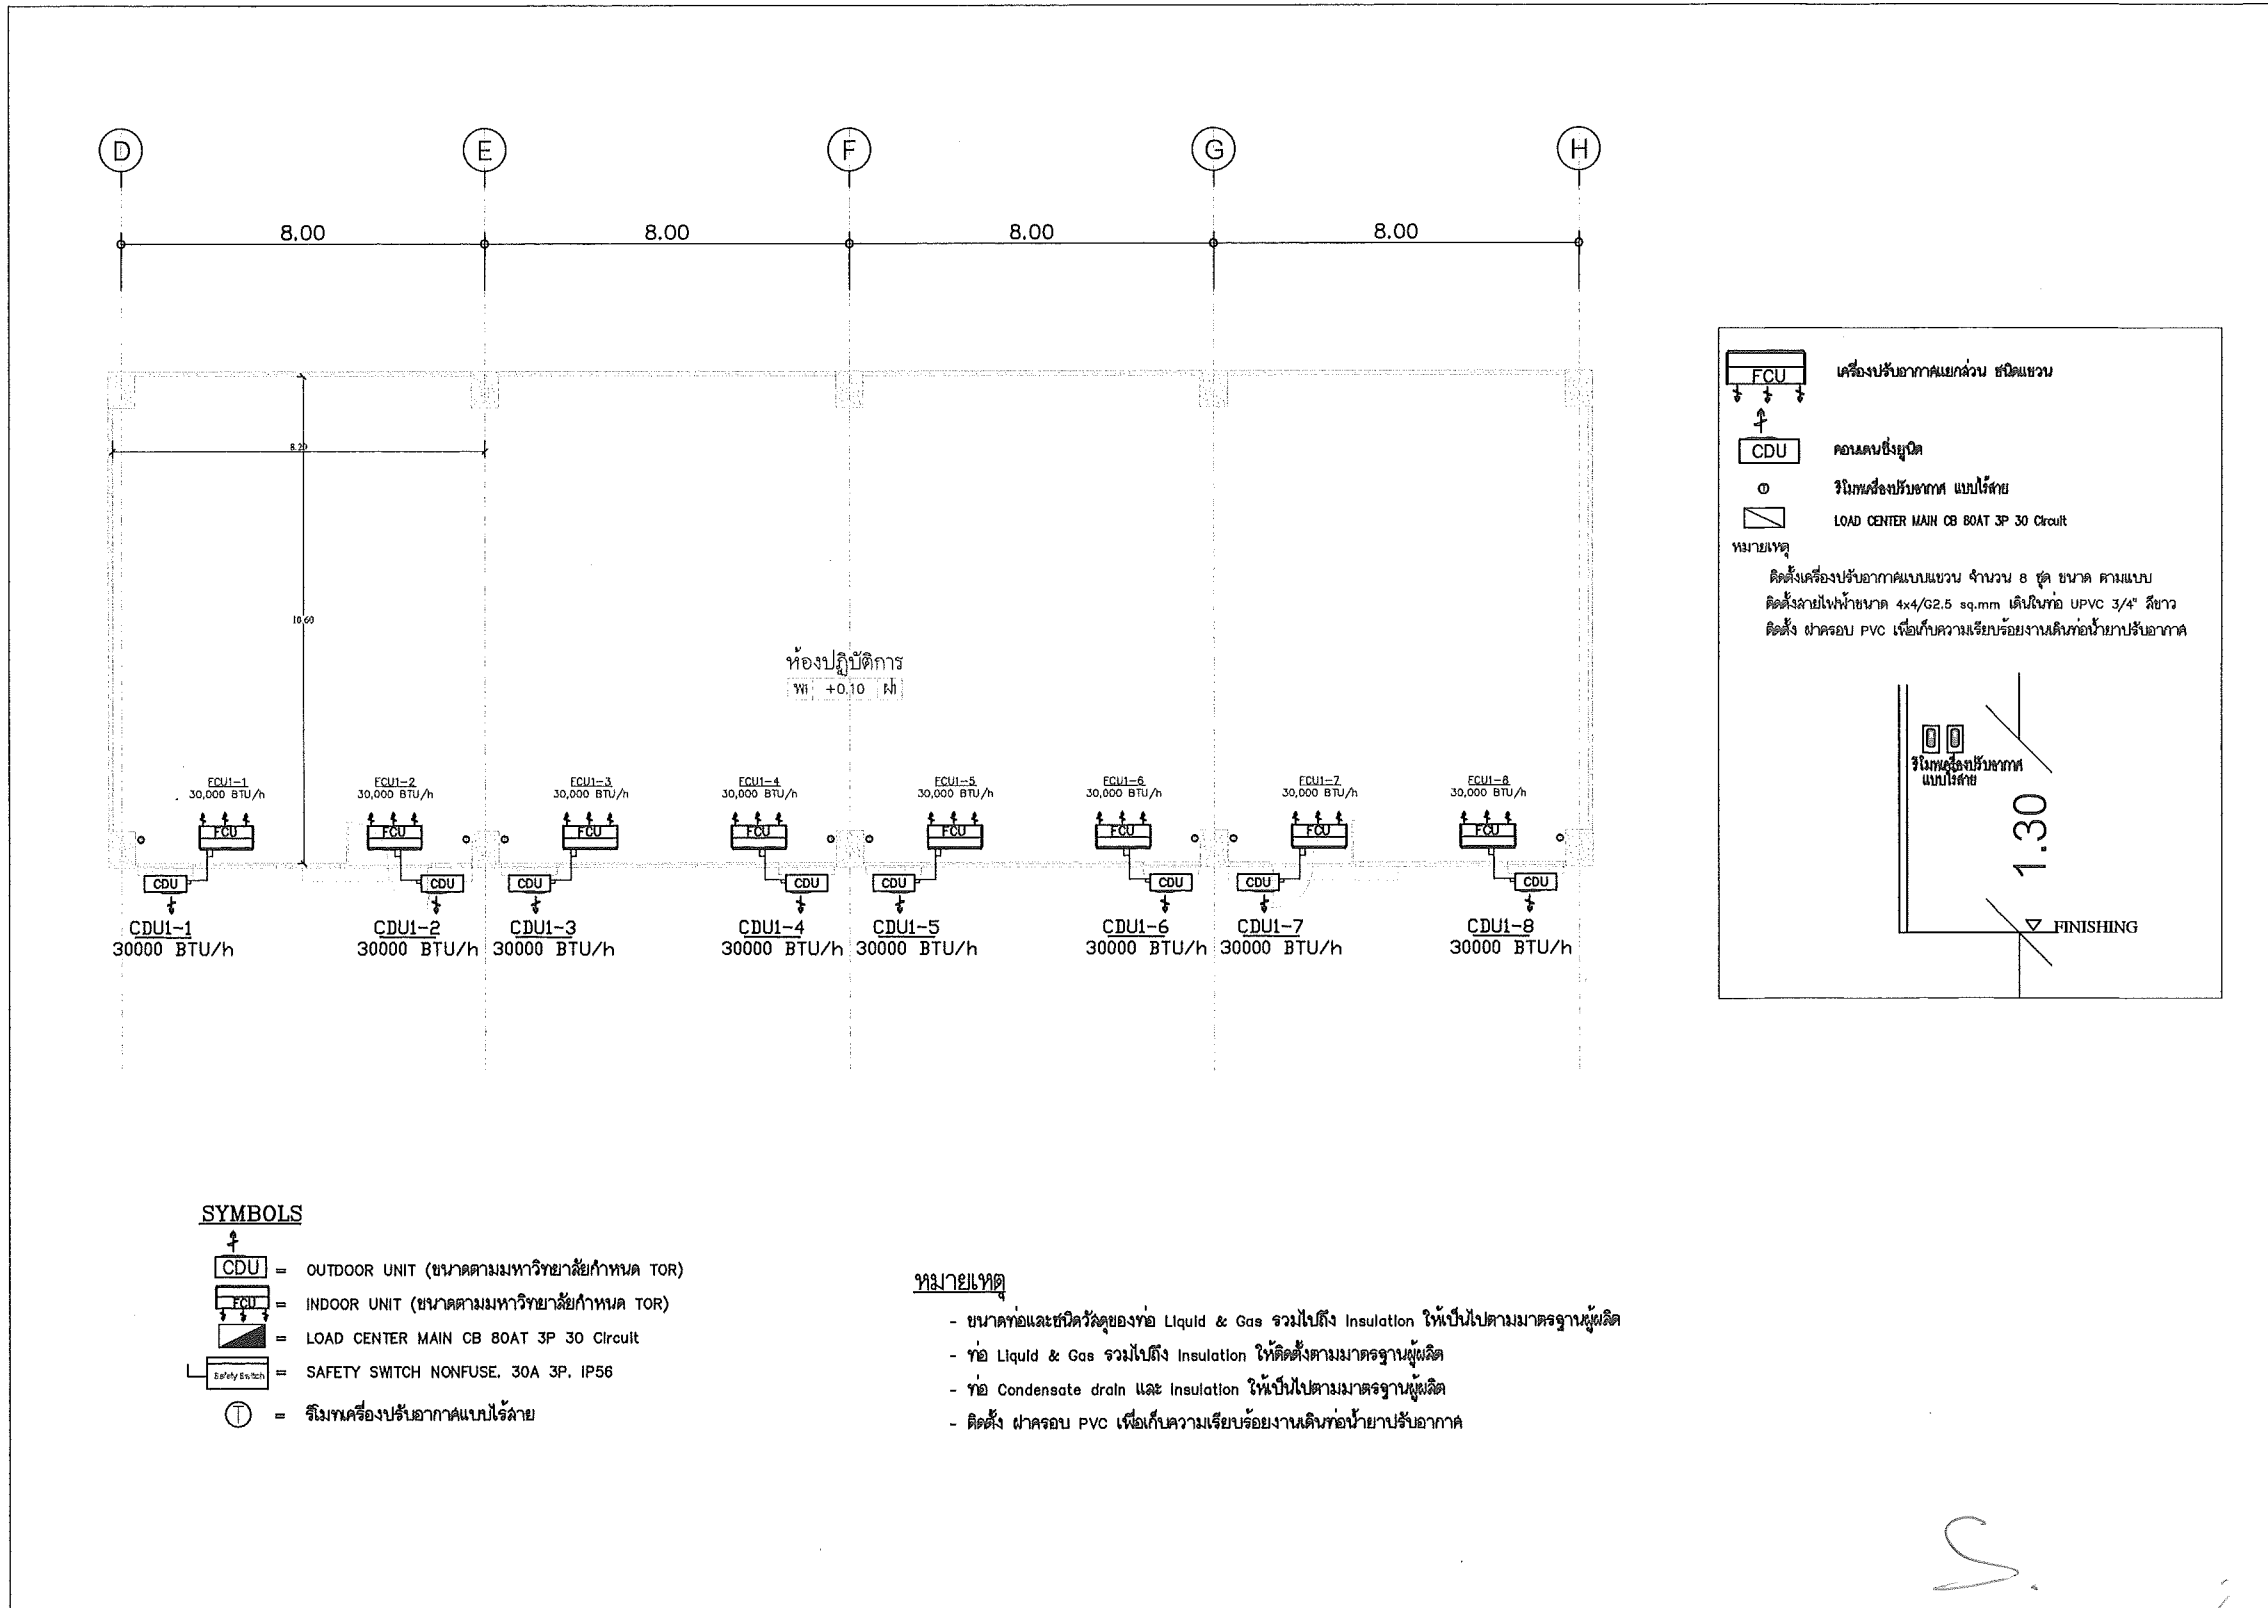 D E F G H
8.00 8.00 8.00 8.00
8.20
10.60
ห้องปฏิบัติการ
พ1 +0.10 ฝ1
FCU1-1 FCU1-2 FCU1-3 FCU1-4 FCU1-5 FCU1-6 FCU1-7 FCU1-8
30,000 BTU/h 30,000 BTU/h 30,000 BTU/h 30,000 BTU/h 30,000 BTU/h 30,000 BTU/h 30,000 BTU/h 30,000 BTU/h
FCU FCU FCU FCU FCU FCU FCU FCU
CDU CDU CDU CDU CDU CDU CDU CDU
CDU1-1 CDU1-2 CDU1-3 CDU1-4 CDU1-5 CDU1-6 CDU1-7 CDU1-8
30000 BTU/h 30000 BTU/h 30000 BTU/h 30000 BTU/h 30000 BTU/h 30000 BTU/h 30000 BTU/h 30000 BTU/h
FCU เครื่องปรับอากาศแยกส่วน ชนิดแขวน
CDU คอนเดนซิ่งยูนิต
รีโมทเครื่องปรับอากาศ แบบไร้สาย
LOAD CENTER MAIN CB 80AT 3P 30 Circuit
หมายเหตุ
ติดตั้งเครื่องปรับอากาศแบบแขวน จำนวน 8 ชุด ขนาด ตามแบบ
ติดตั้งสายไฟฟ้าขนาด 4x4/G2.5 sq.mm เดินในท่อ UPVC 3/4" สีขาว
ติดตั้ง ฝาครอบ PVC เพื่อเก็บความเรียบร้อยงานเดินท่อน้ำยาปรับอากาศ
รีโมทเครื่องปรับอากาศ
แบบไร้สาย
1.30
FINISHING
SYMBOLS
CDU = OUTDOOR UNIT (ขนาดตามมหาวิทยาลัยกำหนด TOR)
FCU = INDOOR UNIT (ขนาดตามมหาวิทยาลัยกำหนด TOR)
= LOAD CENTER MAIN CB 80AT 3P 30 Circuit
Safety Switch = SAFETY SWITCH NONFUSE, 30A 3P, IP56
T = รีโมทเครื่องปรับอากาศแบบไร้สาย
หมายเหตุ
- ขนาดท่อและชนิดวัสดุของท่อ Liquid & Gas รวมไปถึง Insulation ให้เป็นไปตามมาตรฐานผู้ผลิต
- ท่อ Liquid & Gas รวมไปถึง Insulation ให้ติดตั้งตามมาตรฐานผู้ผลิต
- ท่อ Condensate drain และ Insulation ให้เป็นไปตามมาตรฐานผู้ผลิต
- ติดตั้ง ฝาครอบ PVC เพื่อเก็บความเรียบร้อยงานเดินท่อน้ำยาปรับอากาศ